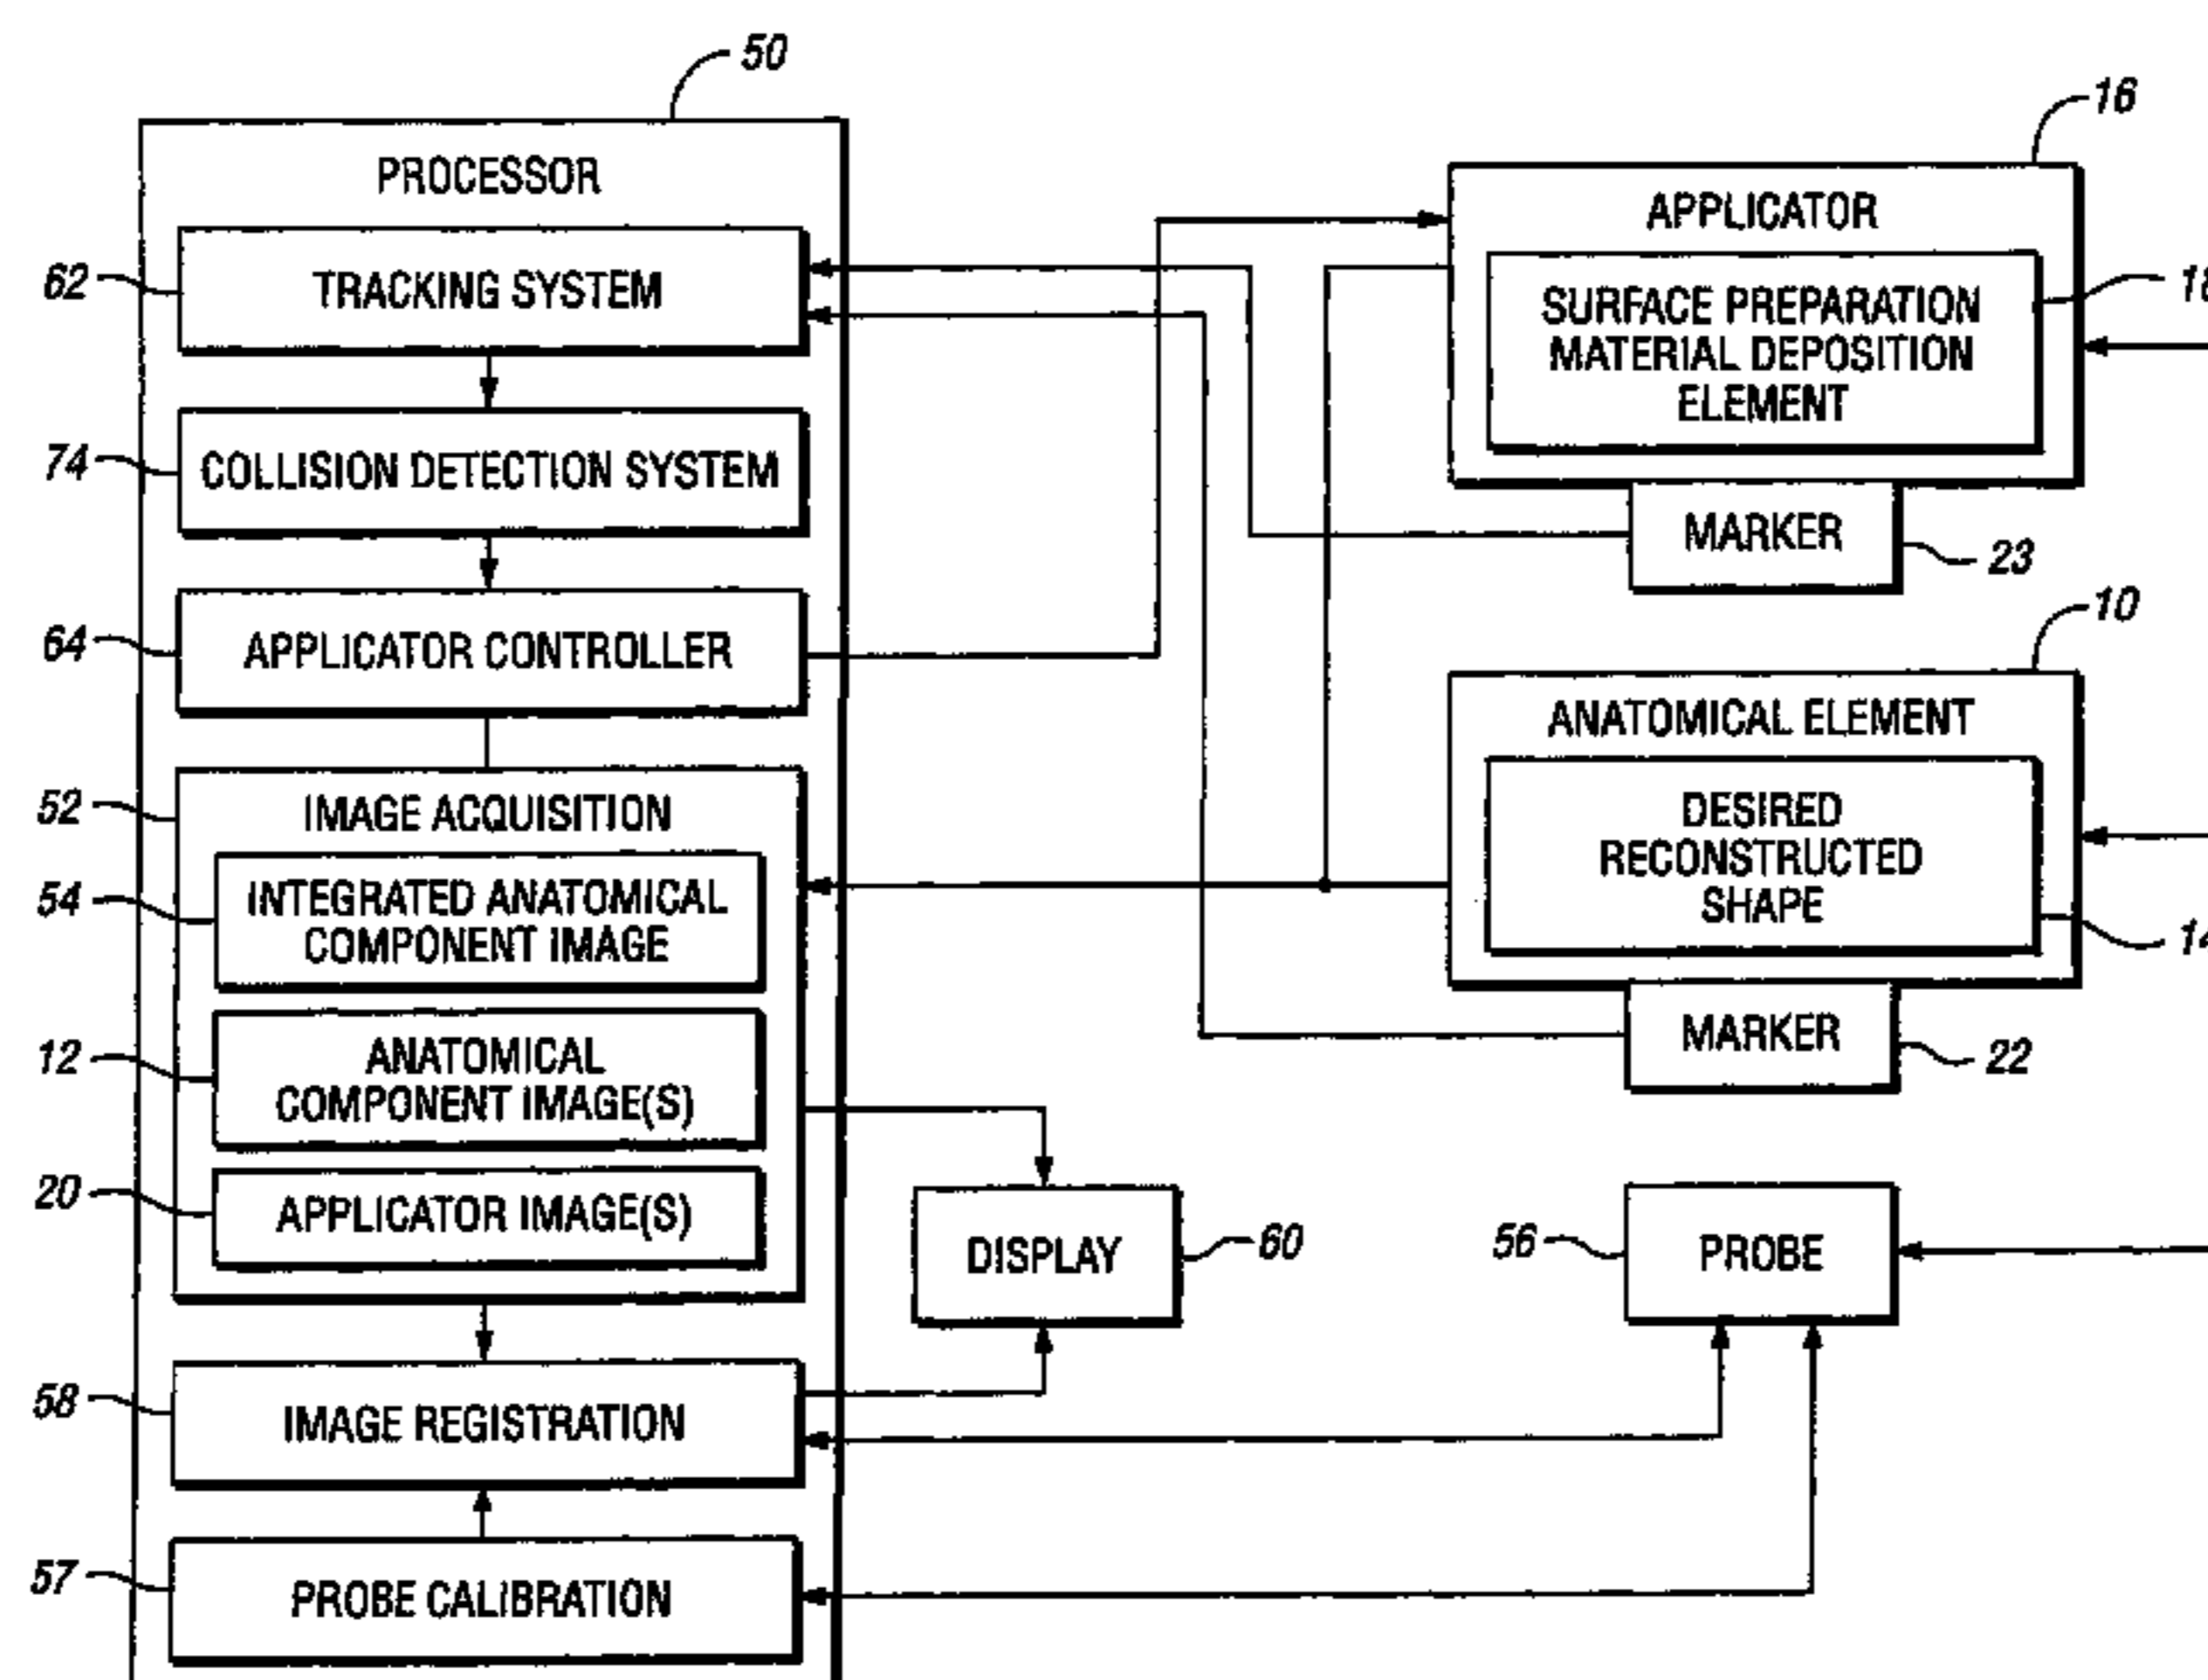 50
PROCESSOR
62
TRACKING SYSTEM
74
COLLISION DETECTION SYSTEM
64
APPLICATOR CONTROLLER
52
IMAGE ACQUISITION
54
INTEGRATED ANATOMICAL
COMPONENT IMAGE
12
ANATOMICAL
COMPONENT IMAGE(S)
20
APPLICATOR IMAGE(S)
58
IMAGE REGISTRATION
57
PROBE CALIBRATION
DISPLAY
60
16
APPLICATOR
SURFACE PREPARATION
MATERIAL DEPOSITION
ELEMENT
18
MARKER
23
10
ANATOMICAL ELEMENT
DESIRED
RECONSTRUCTED
SHAPE
14
MARKER
22
56
PROBE